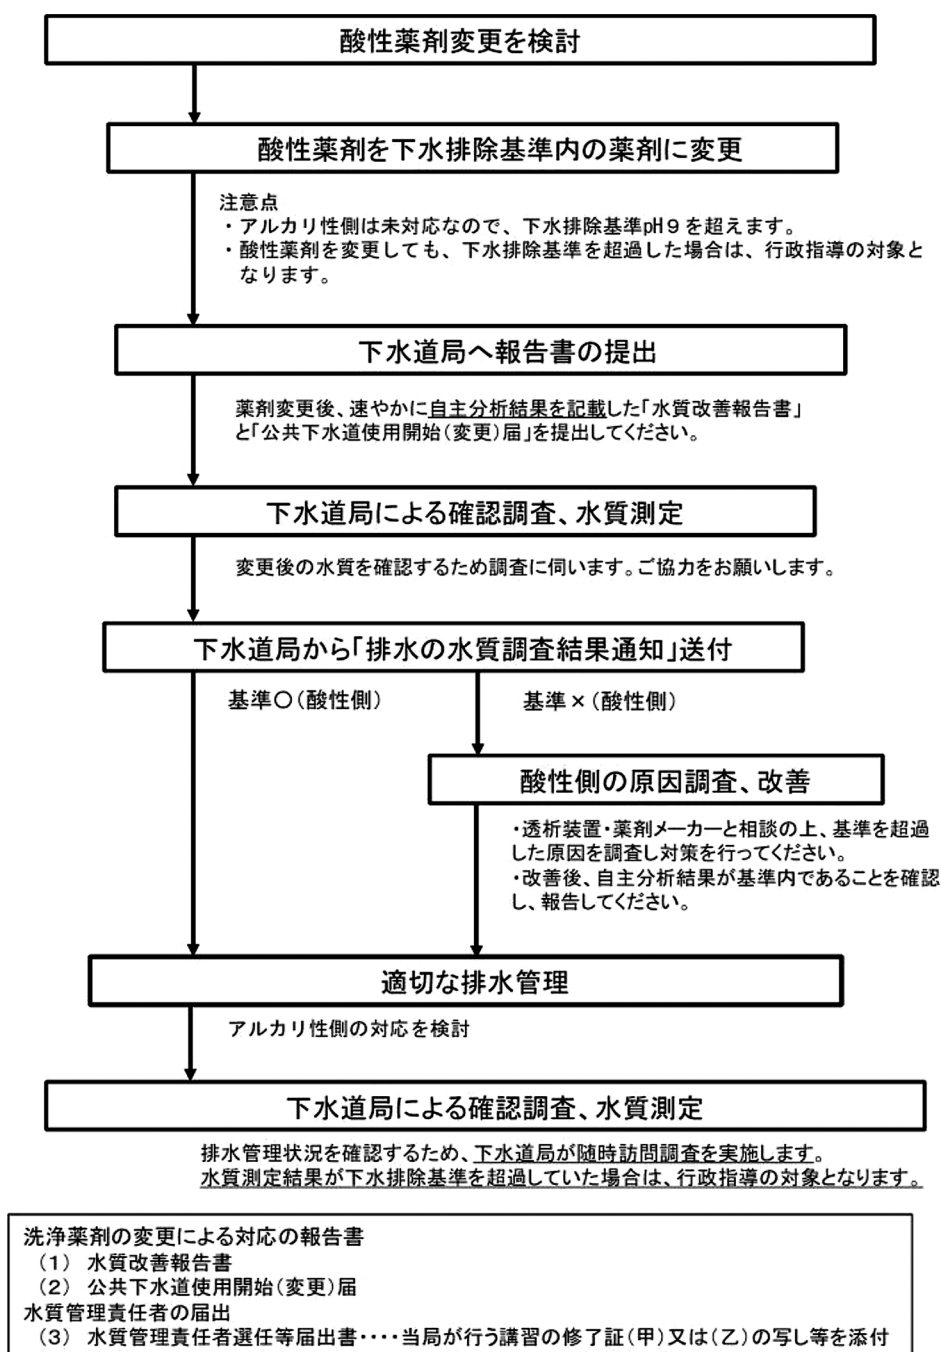 酸性薬剤変更を検討
酸性薬剤を下水排除基準内の薬剤に変更
注意点
・アルカリ性側は未対応なので、下水排除基準pH９を超えます。
・酸性薬剤を変更しても、下水排除基準を超過した場合は、行政指導の対象と
なります。
下水道局へ報告書の提出
薬剤変更後、速やかに自主分析結果を記載した「水質改善報告書」
と「公共下水道使用開始（変更）届」を提出してください。
下水道局による確認調査、水質測定
変更後の水質を確認するため調査に伺います。ご協力をお願いします。
下水道局から「排水の水質調査結果通知」送付
基準〇（酸性側）
基準×（酸性側）
酸性側の原因調査、改善
・透析装置・薬剤メーカーと相談の上、基準を超過
した原因を調査し対策を行ってください。
・改善後、自主分析結果が基準内であることを確認
し、報告してください。
適切な排水管理
アルカリ性側の対応を検討
下水道局による確認調査、水質測定
排水管理状況を確認するため、下水道局が随時訪問調査を実施します。
水質測定結果が下水排除基準を超過していた場合は、行政指導の対象となります。
洗浄薬剤の変更による対応の報告書
（１） 水質改善報告書
（２） 公共下水道使用開始（変更）届
水質管理責任者の届出
（３） 水質管理責任者選任等届出書・・・・当局が行う講習の修了証（甲）又は（乙）の写し等を添付